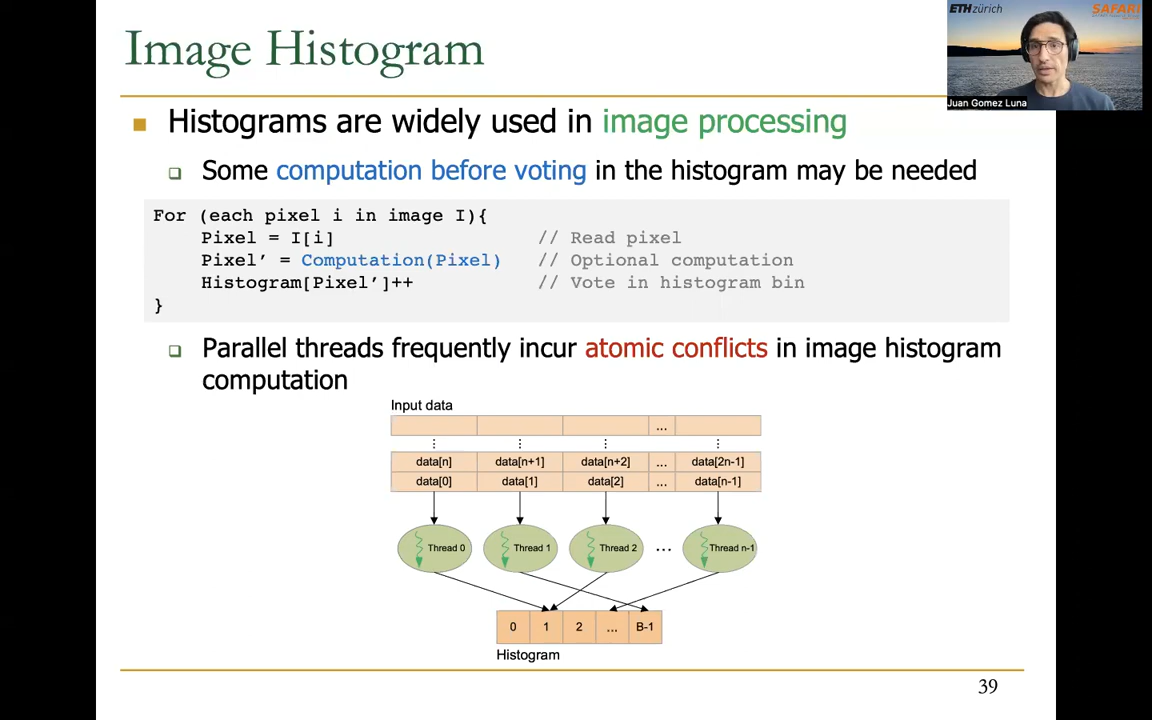 Image Histogram
ETH zürich
SAFARI
Juan Gomez Luna
Histograms are widely used in image processing
Some computation before voting in the histogram may be needed
For (each pixel i in image I){
Pixel = I[i] // Read pixel
Pixel’ = Computation(Pixel) // Optional computation
Histogram[Pixel’]++ // Vote in histogram bin
}
Parallel threads frequently incur atomic conflicts in image histogram
computation
Input data
...
data[n] data[n+1] data[n+2] ... data[2n-1]
data[0] data[1] data[2] ... data[n-1]
Thread 0 Thread 1 Thread 2 ... Thread n-1
0 1 2 ... B-1
Histogram
39